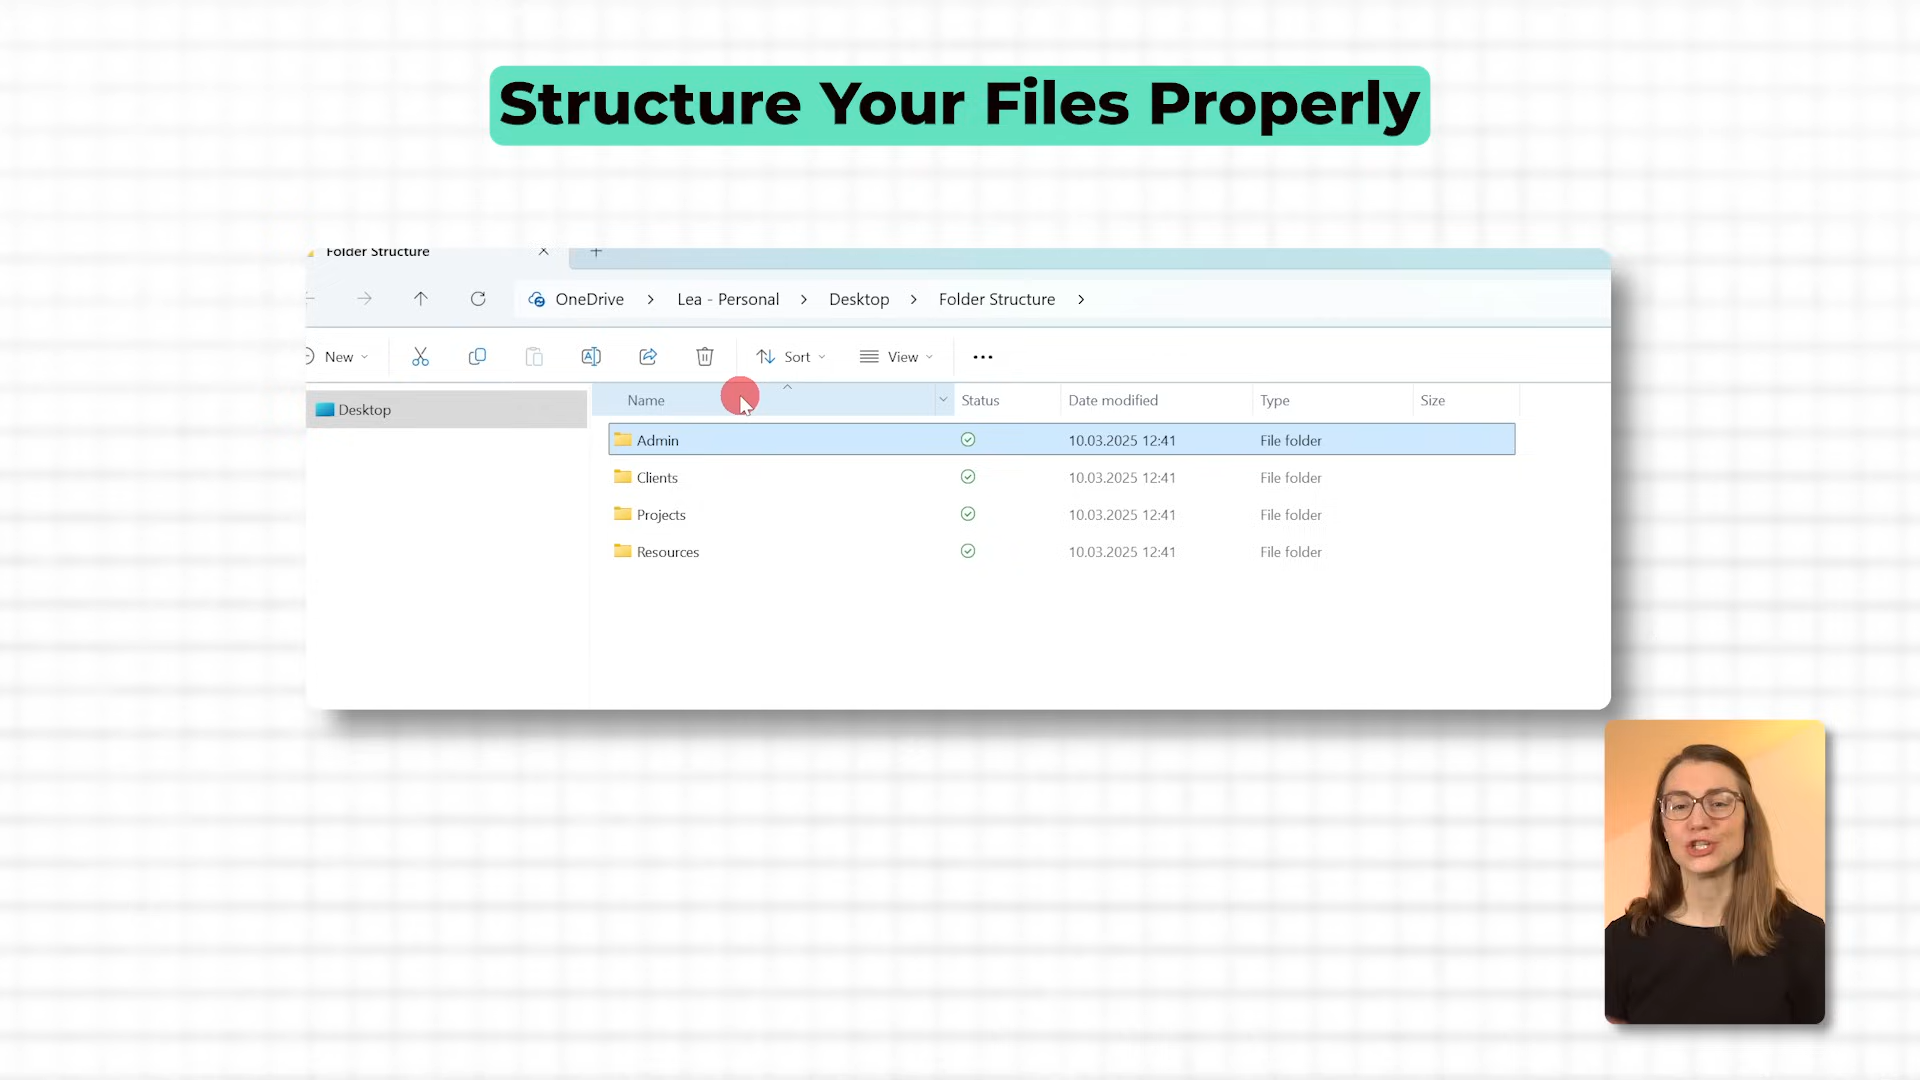 Structure Your Files Properly
Folder Structure
OneDrive > Lea - Personal > Desktop > Folder Structure >
New Sort View
Desktop
Name Status Date modified Type Size
Admin 10.03.2025 12:41 File folder
Clients 10.03.2025 12:41 File folder
Projects 10.03.2025 12:41 File folder
Resources 10.03.2025 12:41 File folder